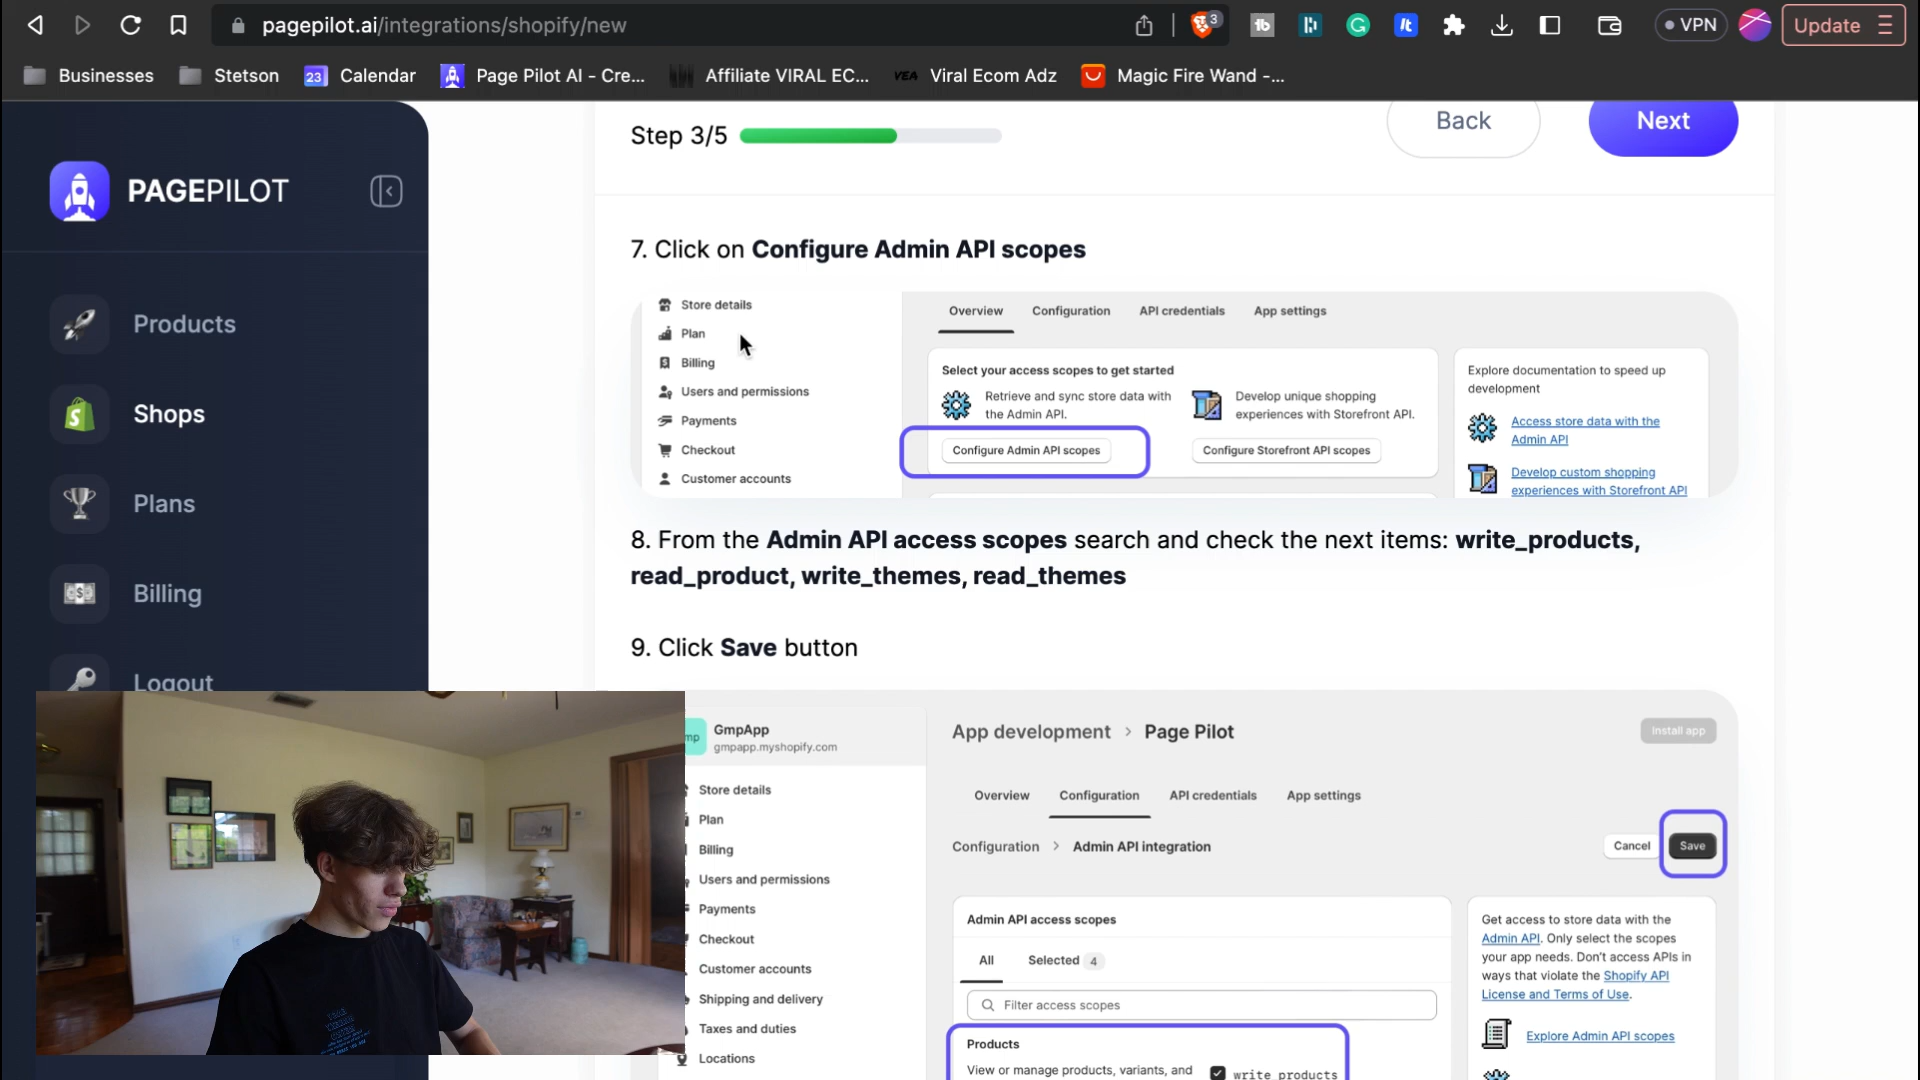 pagepilot.ai/integrations/shopify/new
3
VPN
Update
Businesses
Stetson
23
Calendar
Page Pilot AI - Cre...
Affiliate VIRAL EC...
VEA
Viral Ecom Adz
Magic Fire Wand -...
Step 3/5
Back
Next
PAGEPILOT
Products
Shops
Plans
Billing
Logout
7. Click on Configure Admin API scopes
Store details
Plan
Billing
Users and permissions
Payments
Checkout
Customer accounts
Overview
Configuration
API credentials
App settings
Select your access scopes to get started
Retrieve and sync store data with
the Admin API.
Configure Admin API scopes
Develop unique shopping
experiences with Storefront API.
Configure Storefront API scopes
Explore documentation to speed up
development
Access store data with the
Admin API
Develop custom shopping
experiences with Storefront API
8. From the Admin API access scopes search and check the next items: write_products,
read_product, write_themes, read_themes
9. Click Save button
mp
GmpApp
gmpapp.myshopify.com
Store details
Plan
Billing
Users and permissions
Payments
Checkout
Customer accounts
Shipping and delivery
Taxes and duties
Locations
App development > Page Pilot
Install app
Overview
Configuration
API credentials
App settings
Configuration > Admin API integration
Cancel
Save
Admin API access scopes
All
Selected 4
Filter access scopes
Products
View or manage products, variants, and
write_products
Get access to store data with the
Admin API. Only select the scopes
your app needs. Don't access APIs in
ways that violate the Shopify API
License and Terms of Use.
Explore Admin API scopes